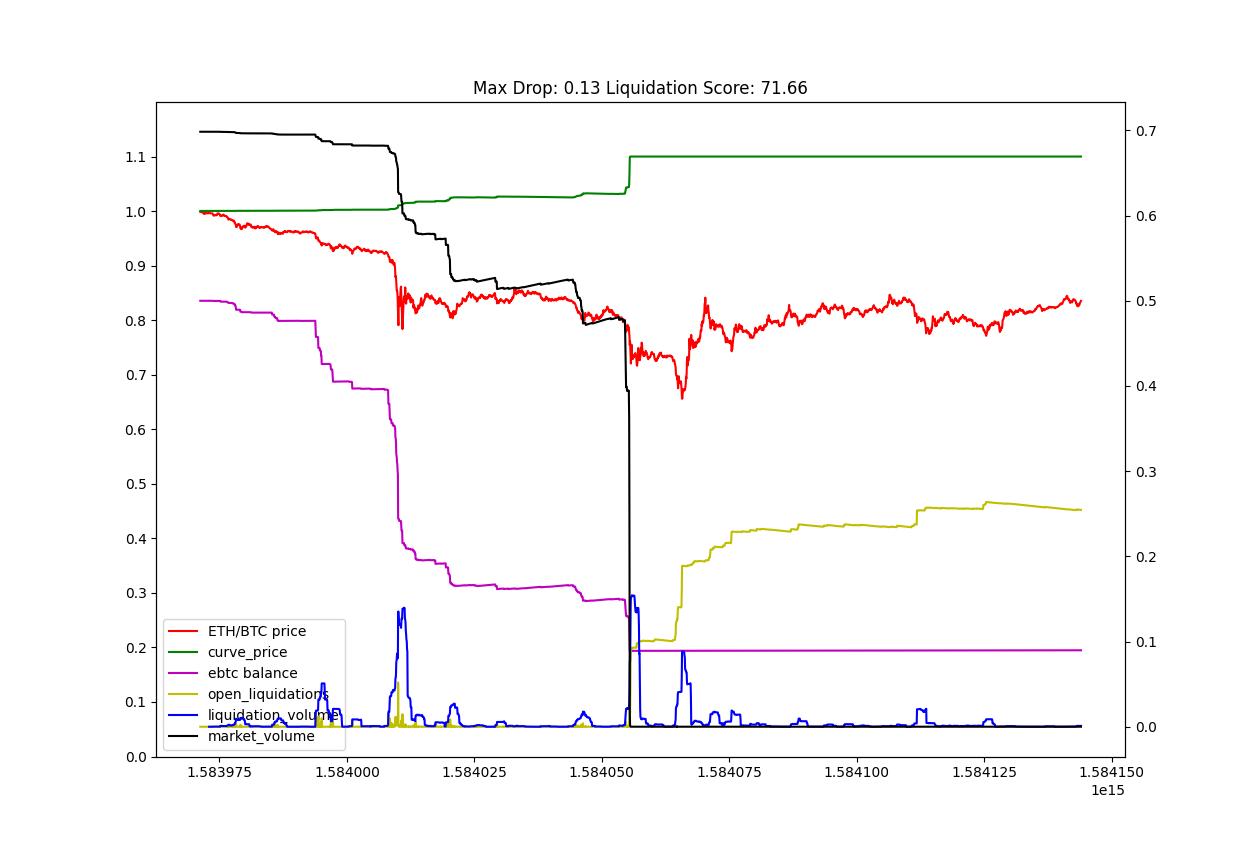 Max Drop: 0.13 Liquidation Score: 71.66
1.1
1.0
0.9
0.8
0.7
0.6
0.5
0.4
0.3
0.2
0.1
0.0
0.7
0.6
0.5
0.4
0.3
0.2
0.1
0.0
ETH/BTC price
curve_price
ebtc balance
open_liquidations
liquidation_volume
market_volume
1.583975 1.584000 1.584025 1.584050 1.584075 1.584100 1.584125 1.584150
1e15